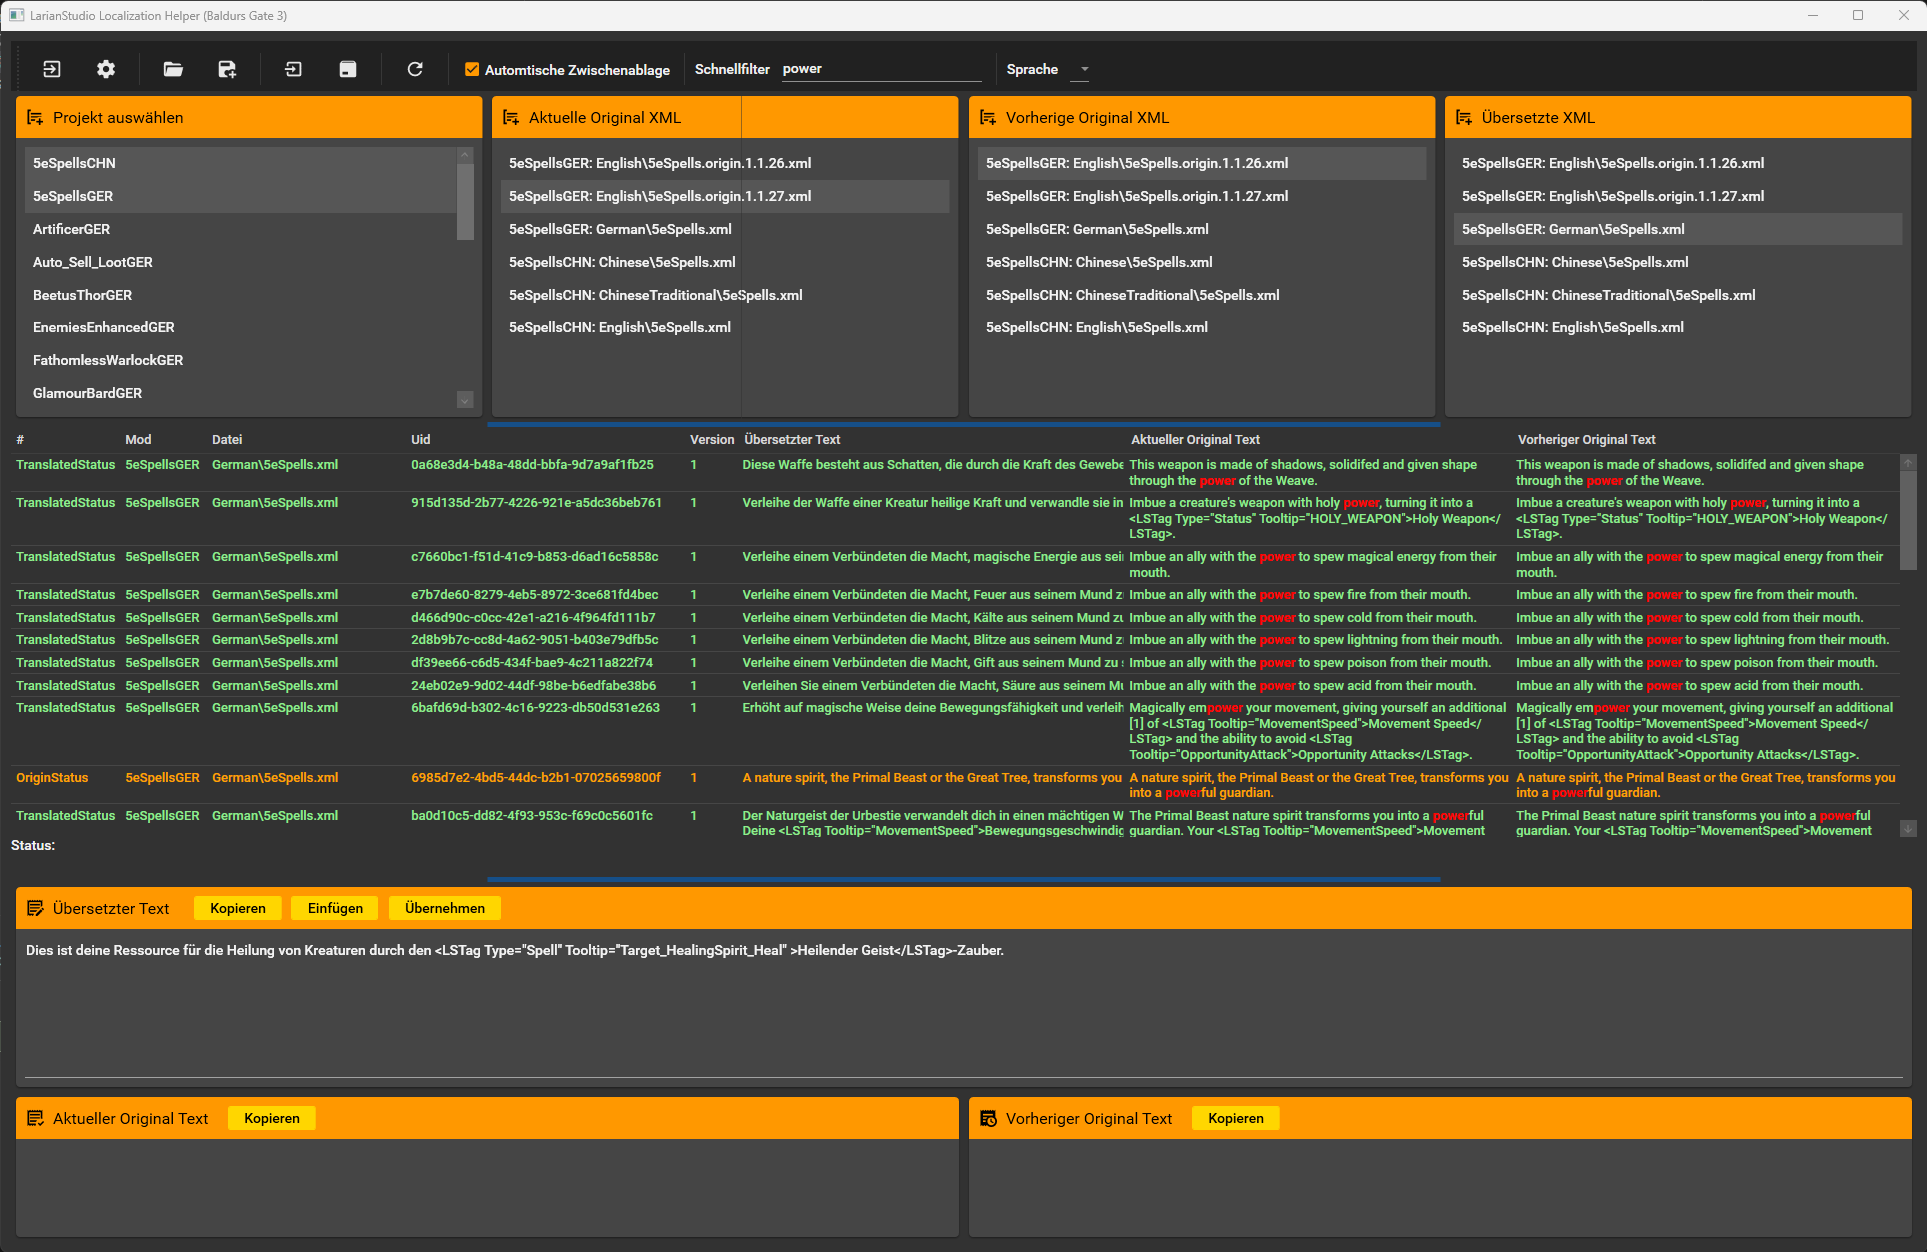 LarianStudio Localization Helper (Baldurs Gate 3)
Automtische Zwischenablage
Schnellfilter power
Sprache
Projekt auswählen
5eSpellsCHN
5eSpellsGER
ArtificerGER
Auto_Sell_LootGER
BeetusThorGER
EnemiesEnhancedGER
FathomlessWarlockGER
GlamourBardGER
Aktuelle Original XML
5eSpellsGER: English\5eSpells.origin.1.1.26.xml
5eSpellsGER: English\5eSpells.origin.1.1.27.xml
5eSpellsGER: German\5eSpells.xml
5eSpellsCHN: Chinese\5eSpells.xml
5eSpellsCHN: ChineseTraditional\5eSpells.xml
5eSpellsCHN: English\5eSpells.xml
Vorherige Original XML
5eSpellsGER: English\5eSpells.origin.1.1.26.xml
5eSpellsGER: English\5eSpells.origin.1.1.27.xml
5eSpellsGER: German\5eSpells.xml
5eSpellsCHN: Chinese\5eSpells.xml
5eSpellsCHN: ChineseTraditional\5eSpells.xml
5eSpellsCHN: English\5eSpells.xml
Übersetzte XML
5eSpellsGER: English\5eSpells.origin.1.1.26.xml
5eSpellsGER: English\5eSpells.origin.1.1.27.xml
5eSpellsGER: German\5eSpells.xml
5eSpellsCHN: Chinese\5eSpells.xml
5eSpellsCHN: ChineseTraditional\5eSpells.xml
5eSpellsCHN: English\5eSpells.xml
# Mod Datei Uid Version Übersetzter Text Aktueller Original Text Vorheriger Original Text
TranslatedStatus 5eSpellsGER German\5eSpells.xml 0a68e3d4-b48a-48dd-bbfa-9d7a9af1fb25 1 Diese Waffe besteht aus Schatten, die durch die Kraft des Gewebe This weapon is made of shadows, solidifed and given shape This weapon is made of shadows, solidifed and given shape
through the power of the Weave. through the power of the Weave.
TranslatedStatus 5eSpellsGER German\5eSpells.xml 915d135d-2b77-4226-921e-a5dc36beb761 1 Verleihe der Waffe einer Kreatur heilige Kraft und verwandle sie in Imbue a creature's weapon with holy power, turning it into a Imbue a creature's weapon with holy power, turning it into a
<LSTag Type="Status" Tooltip="HOLY_WEAPON">Holy Weapon</ <LSTag Type="Status" Tooltip="HOLY_WEAPON">Holy Weapon</
LSTag>. LSTag>.
TranslatedStatus 5eSpellsGER German\5eSpells.xml c7660bc1-f51d-41c9-b853-d6ad16c5858c 1 Verleihe einem Verbündeten die Macht, magische Energie aus sei Imbue an ally with the power to spew magical energy from their Imbue an ally with the power to spew magical energy from their
mouth. mouth.
TranslatedStatus 5eSpellsGER German\5eSpells.xml e7b7de60-8279-4eb5-8972-3ce681fd4bec 1 Verleihe einem Verbündeten die Macht, Feuer aus seinem Mund z Imbue an ally with the power to spew fire from their mouth. Imbue an ally with the power to spew fire from their mouth.
TranslatedStatus 5eSpellsGER German\5eSpells.xml d466d90c-c0cc-42e1-a216-4f964fd111b7 1 Verleihe einem Verbündeten die Macht, Kälte aus seinem Mund zu Imbue an ally with the power to spew cold from their mouth. Imbue an ally with the power to spew cold from their mouth.
TranslatedStatus 5eSpellsGER German\5eSpells.xml 2d8b9b7c-cc8d-4a62-9051-b403e79dfb5c 1 Verleihe einem Verbündeten die Macht, Blitze aus seinem Mund z Imbue an ally with the power to spew lightning from their mouth. Imbue an ally with the power to spew lightning from their mouth.
TranslatedStatus 5eSpellsGER German\5eSpells.xml df39ee66-c6d5-434f-bae9-4c211a822f74 1 Verleihe einem Verbündeten die Macht, Gift aus seinem Mund zu Imbue an ally with the power to spew poison from their mouth. Imbue an ally with the power to spew poison from their mouth.
TranslatedStatus 5eSpellsGER German\5eSpells.xml 24eb02e9-9d02-44df-98be-b6edfabe38b6 1 Verleihen Sie einem Verbündeten die Macht, Säure aus seinem Mu Imbue an ally with the power to spew acid from their mouth. Imbue an ally with the power to spew acid from their mouth.
TranslatedStatus 5eSpellsGER German\5eSpells.xml 6bafd69d-b302-4c16-9223-db50d531e263 1 Erhöht auf magische Weise deine Bewegungsfähigkeit und verleih Magically empower your movement, giving yourself an additional Magically empower your movement, giving yourself an additional
[1] of <LSTag Tooltip="MovementSpeed">Movement Speed</ [1] of <LSTag Tooltip="MovementSpeed">Movement Speed</
LSTag> and the ability to avoid <LSTag LSTag> and the ability to avoid <LSTag
Tooltip="OpportunityAttack">Opportunity Attacks</LSTag>. Tooltip="OpportunityAttack">Opportunity Attacks</LSTag>.
OriginStatus 5eSpellsGER German\5eSpells.xml 6985d7e2-4bd5-44dc-b2b1-07025659800f 1 A nature spirit, the Primal Beast or the Great Tree, transforms you A nature spirit, the Primal Beast or the Great Tree, transforms you A nature spirit, the Primal Beast or the Great Tree, transforms you
into a powerful guardian. into a powerful guardian.
TranslatedStatus 5eSpellsGER German\5eSpells.xml ba0d10c5-dd82-4f93-953c-f69c0c5601fc 1 Der Naturgeist der Urbestie verwandelt dich in einen mächtigen W The Primal Beast nature spirit transforms you into a powerful The Primal Beast nature spirit transforms you into a powerful
Deine <LSTag Tooltip="MovementSpeed">Bewegungsgeschwindig guardian. Your <LSTag Tooltip="MovementSpeed">Movement guardian. Your <LSTag Tooltip="MovementSpeed">Movement
Status:
Übersetzter Text Kopieren Einfügen Übernehmen
Dies ist deine Ressource für die Heilung von Kreaturen durch den <LSTag Type="Spell" Tooltip="Target_HealingSpirit_Heal" >Heilender Geist</LSTag>-Zauber.
Aktueller Original Text Kopieren
Vorheriger Original Text Kopieren